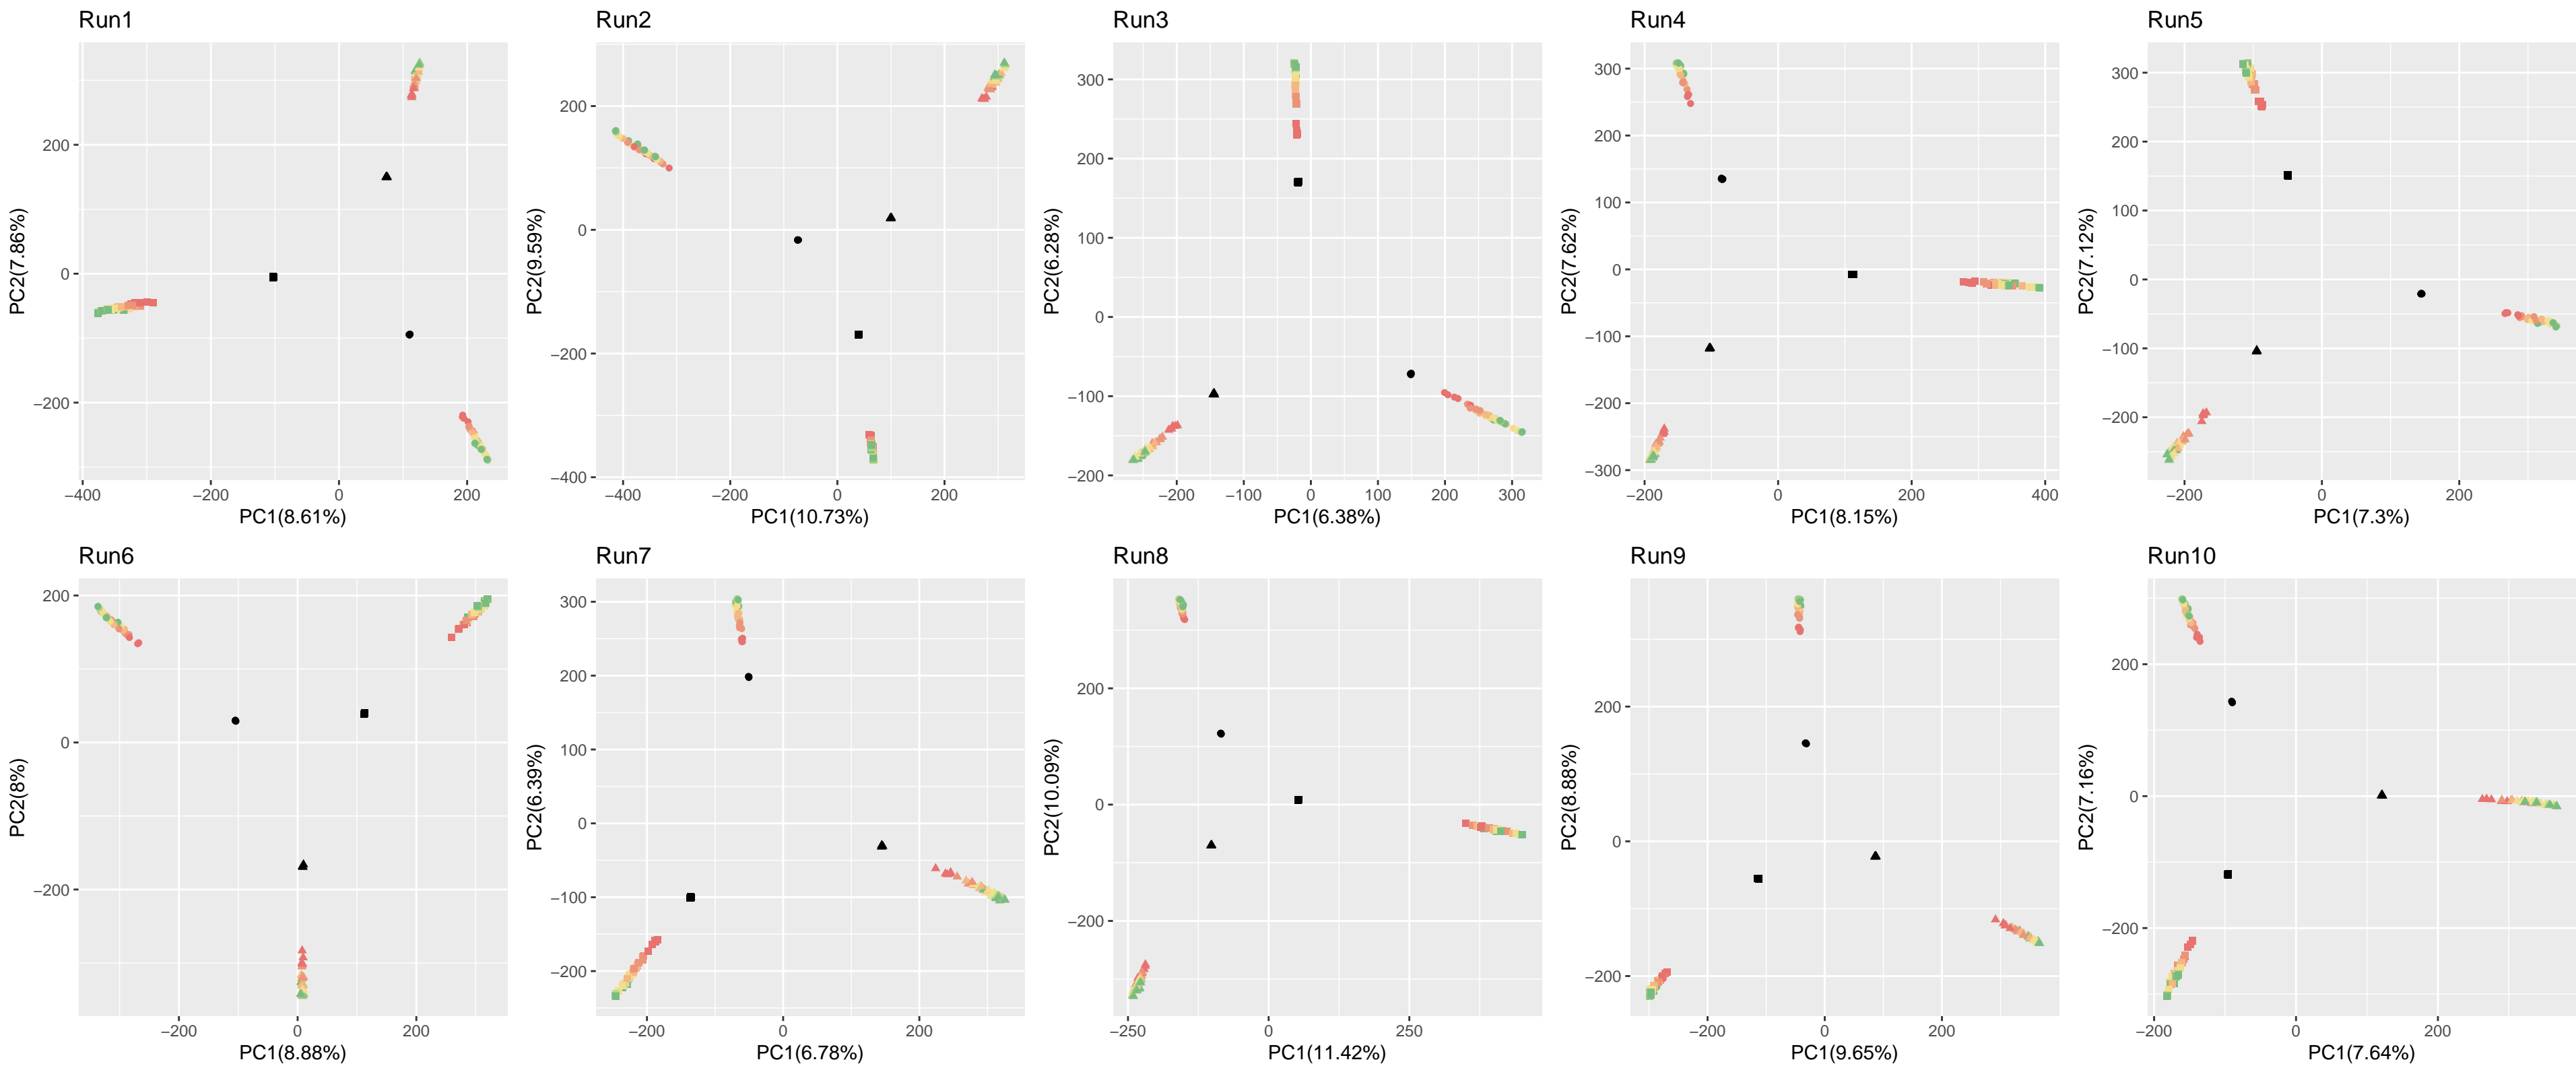 Run1
Run2
Run3
Run4
Run5
PC2(7.86%)
200
0
−200
−400
−200
0
200
PC1(8.61%)
PC2(9.59%)
200
0
−200
−400
−400
−200
0
200
PC1(10.73%)
PC2(6.28%)
300
200
100
0
−100
−200
−200
−100
0
100
200
300
PC1(6.38%)
PC2(7.62%)
300
200
100
0
−100
−200
−300
−200
0
200
400
PC1(8.15%)
PC2(7.12%)
300
200
100
0
−100
−200
−200
0
200
PC1(7.3%)
Run6
Run7
Run8
Run9
Run10
PC2(8%)
200
0
−200
−200
0
200
PC1(8.88%)
PC2(6.39%)
300
200
100
0
−100
−200
−200
0
200
PC1(6.78%)
PC2(10.09%)
200
0
−200
−250
0
250
PC1(11.42%)
PC2(8.88%)
200
0
−200
−200
0
200
PC1(9.65%)
PC2(7.16%)
200
0
−200
−200
0
200
PC1(7.64%)